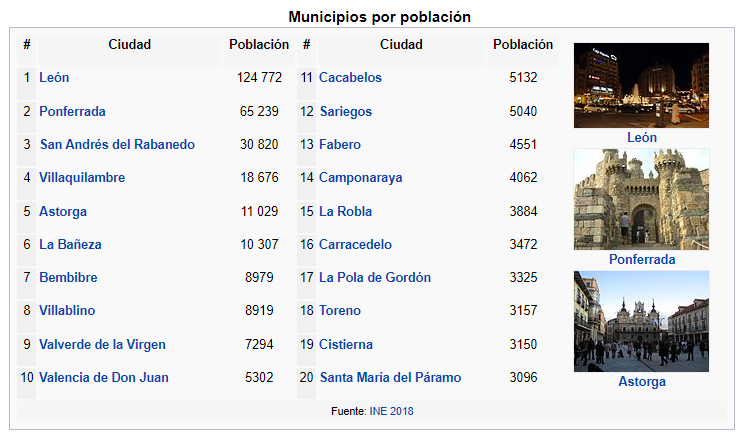 Municipios por población
# Ciudad Población # Ciudad Población
1 León 124 772 11 Cacabelos 5132
2 Ponferrada 65 239 12 Sariegos 5040
3 San Andrés del Rabanedo 30 820 13 Fabero 4551
4 Villaquilambre 18 676 14 Camponaraya 4062
5 Astorga 11 029 15 La Robla 3884
6 La Bañeza 10 307 16 Carracedelo 3472
7 Bembibre 8979 17 La Pola de Gordón 3325
8 Villablino 8919 18 Toreno 3157
9 Valverde de la Virgen 7294 19 Cistierna 3150
10 Valencia de Don Juan 5302 20 Santa María del Páramo 3096
León
Ponferrada
Astorga
Fuente: INE 2018